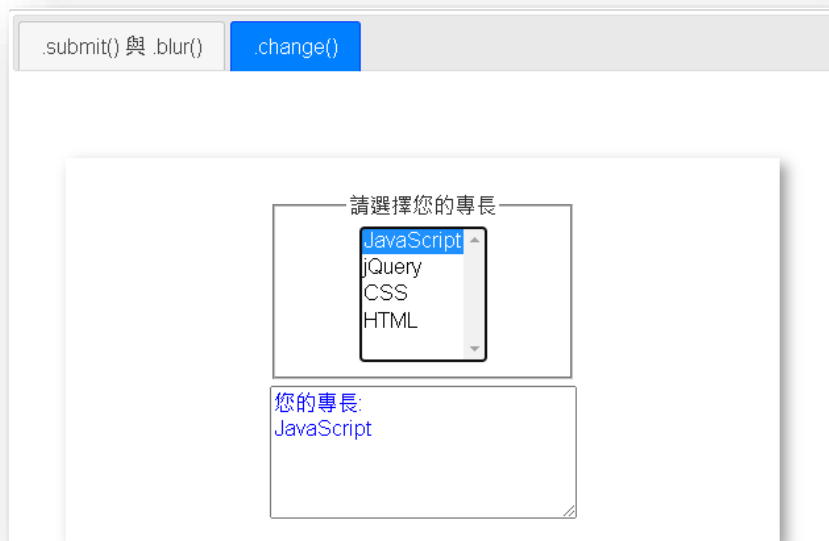 .submit() 與 .blur()
.change()
請選擇您的專長
JavaScript
jQuery
CSS
HTML
您的專長:
JavaScript